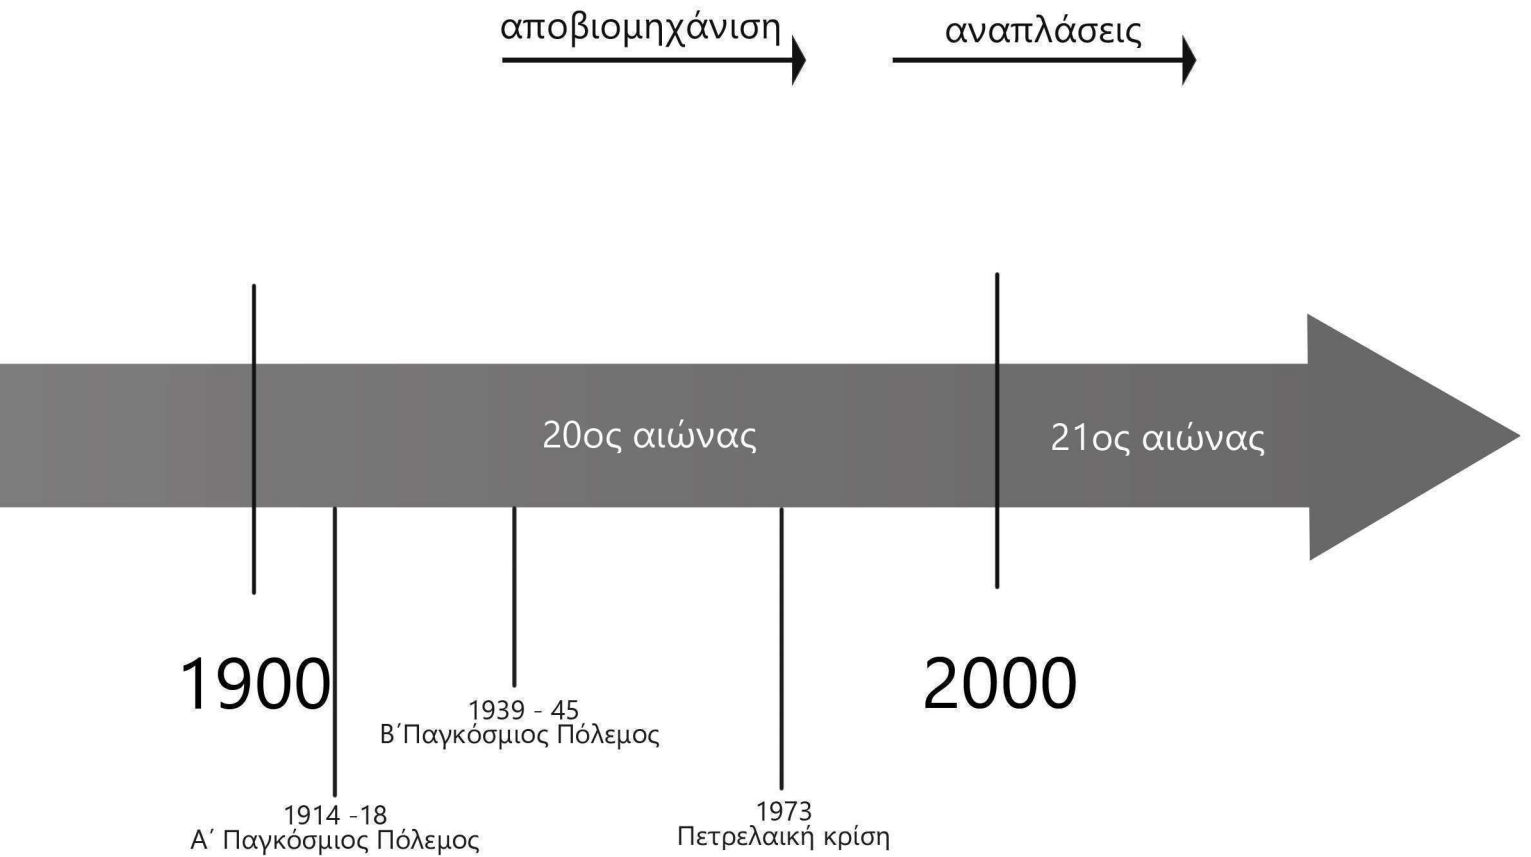 αποβιομηχάνιση
αναπλάσεις
20ος αιώνας
21ος αιώνας
1900
2000
1939 - 45
Β΄Παγκόσμιος Πόλεμος
1914 -18
Α΄ Παγκόσμιος Πόλεμος
1973
Πετρελαική κρίση